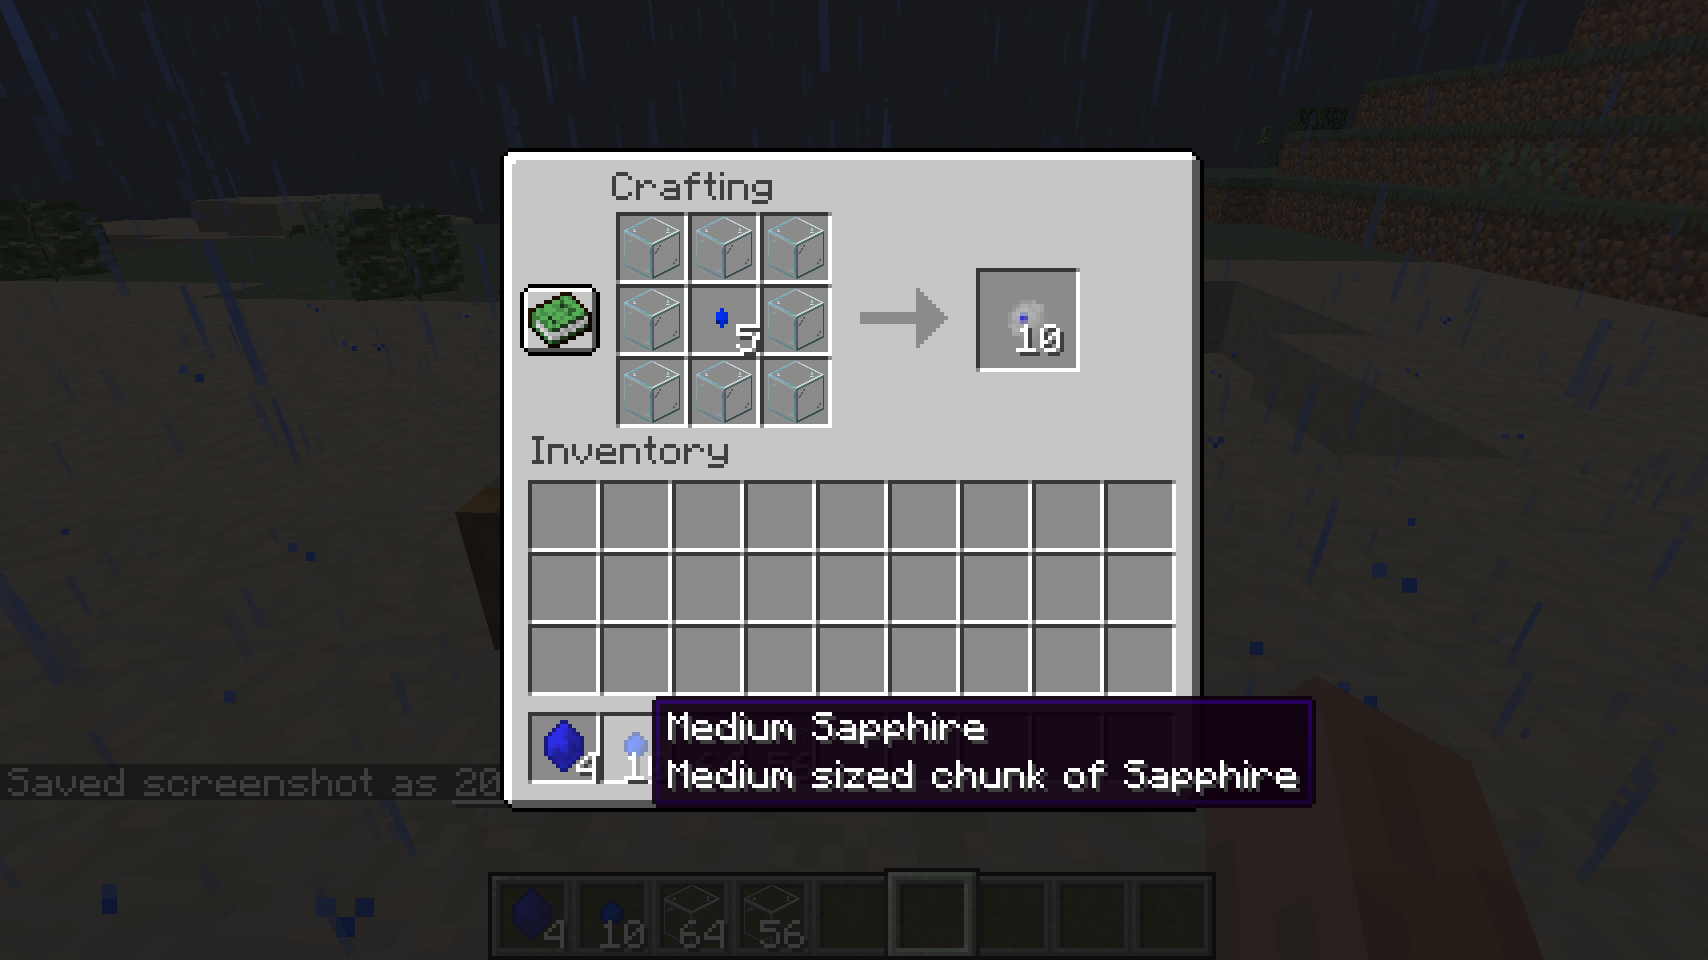 Crafting
5
10
Inventory
4
Medium Sapphire
Medium sized chunk of Sapphire
Saved screenshot as 20
4
10
64
56